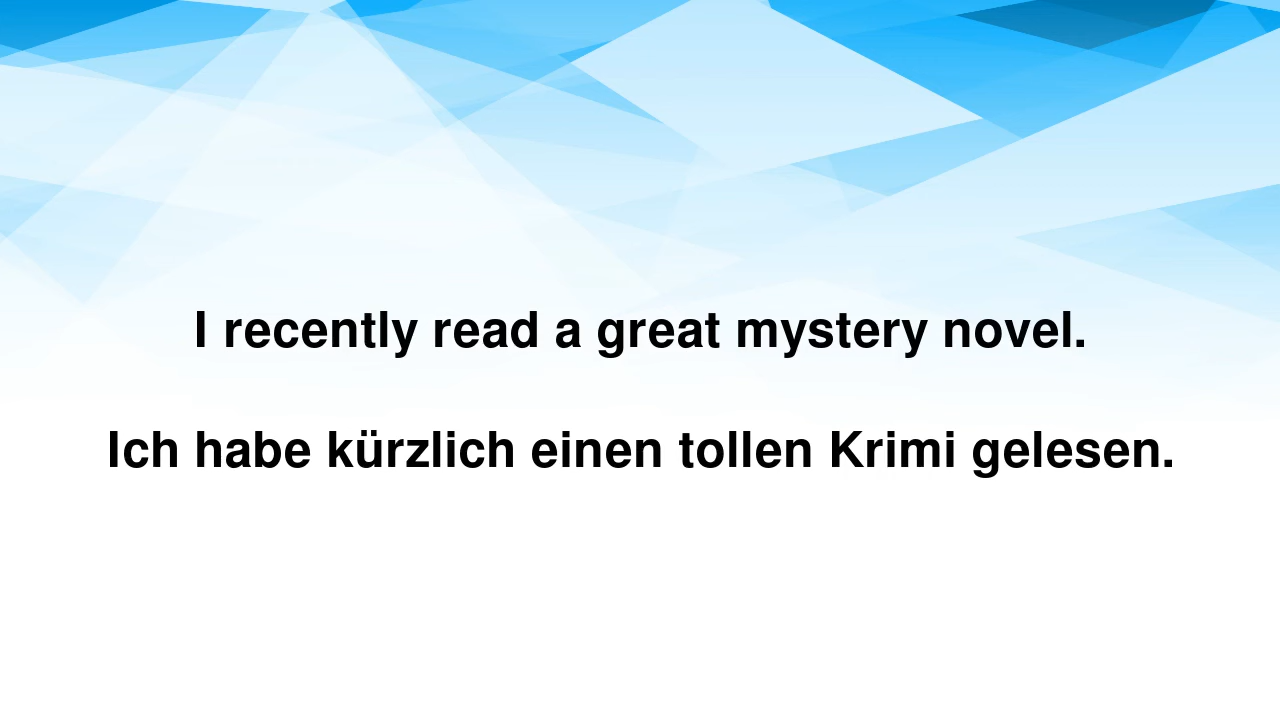 I recently read a great mystery novel.
Ich habe kürzlich einen tollen Krimi gelesen.